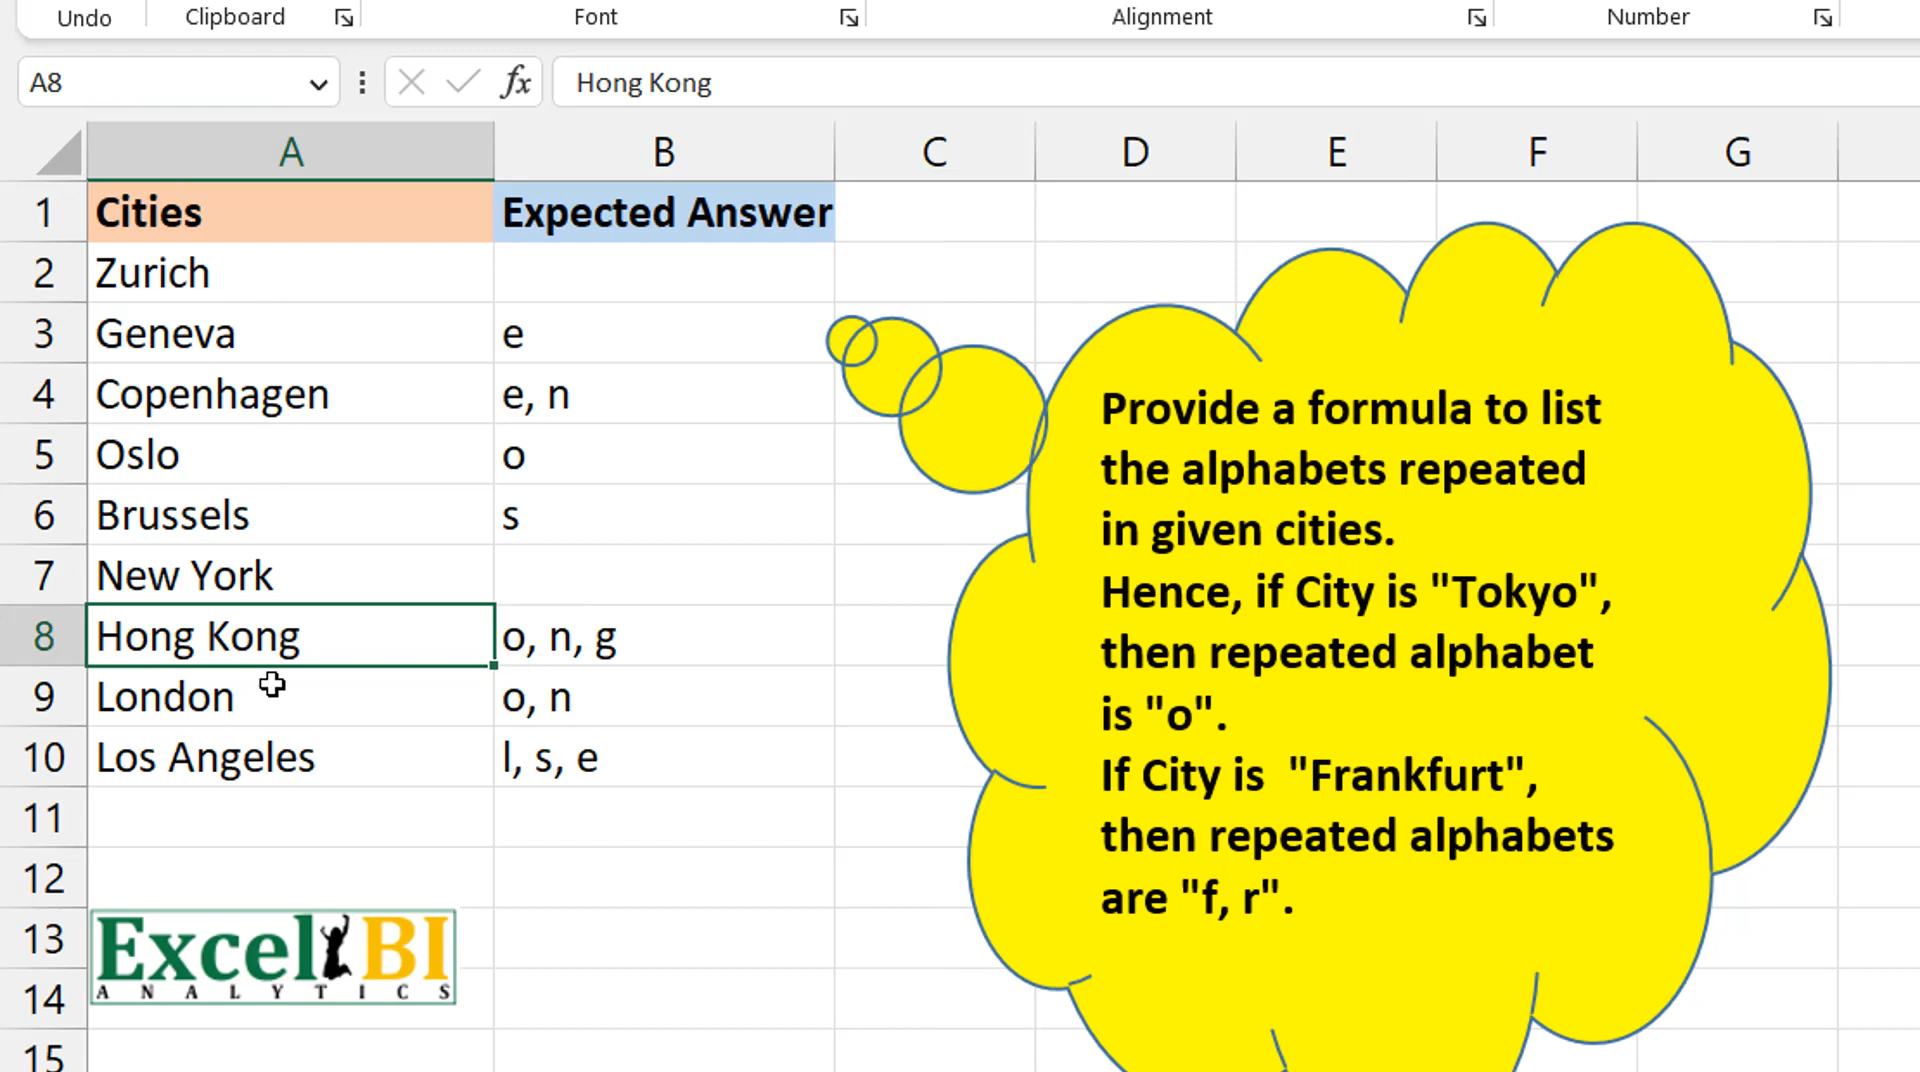 Undo Clipboard Font Alignment Number
A8 fx Hong Kong
A B C D E F G
1 Cities Expected Answer
2 Zurich
3 Geneva e
4 Copenhagen e, n
5 Oslo o
6 Brussels s
7 New York
8 Hong Kong o, n, g
9 London o, n
10 Los Angeles l, s, e
11
12
13
14
15
Provide a formula to list
the alphabets repeated
in given cities.
Hence, if City is "Tokyo",
then repeated alphabet
is "o".
If City is "Frankfurt",
then repeated alphabets
are "f, r".
Excel BI
ANALYTICS